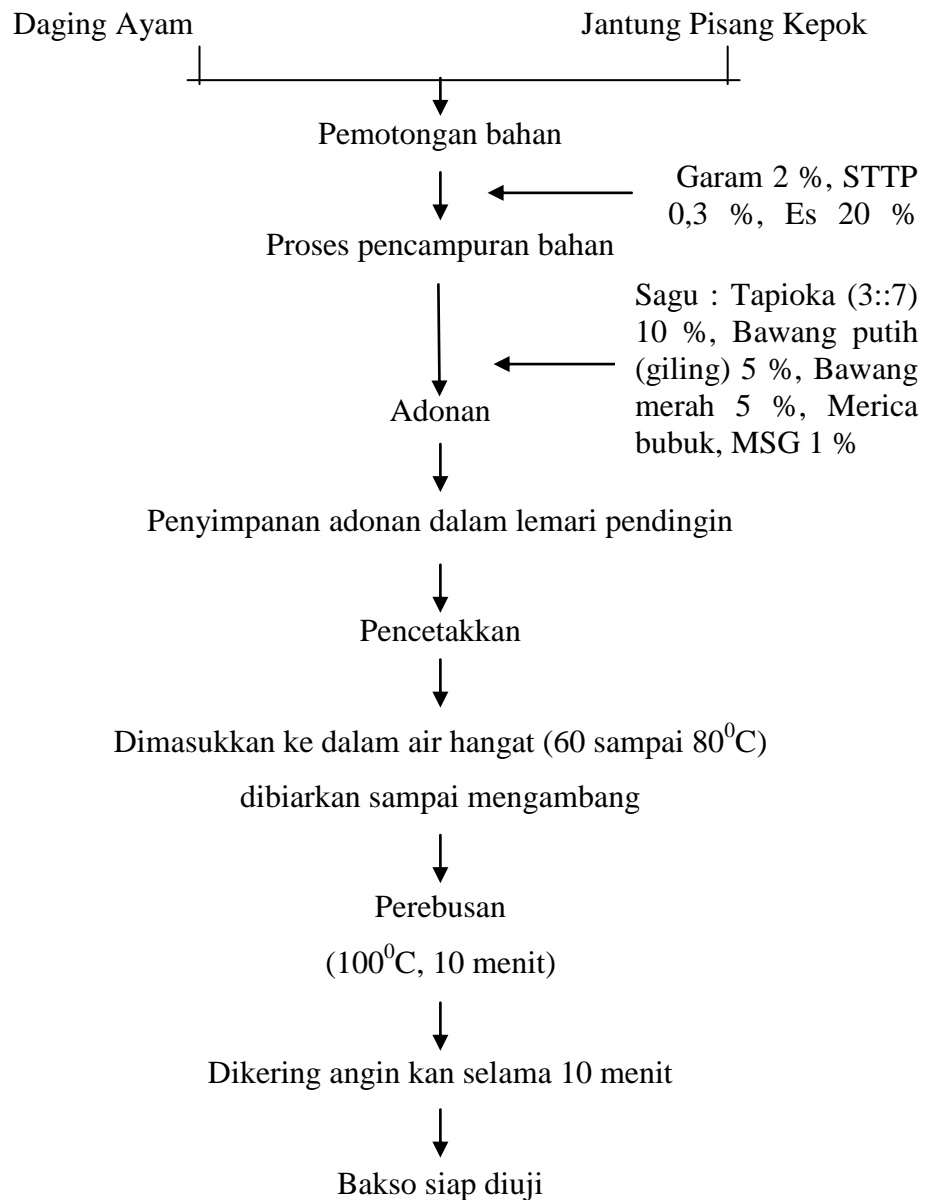 Daging Ayam
Jantung Pisang Kepok
Pemotongan bahan
Garam 2 %, STTP
0,3 %, Es 20 %
Proses pencampuran bahan
Sagu : Tapioka (3::7)
10 %, Bawang putih
(giling) 5 %, Bawang
merah 5 %, Merica
bubuk, MSG 1 %
Adonan
Penyimpanan adonan dalam lemari pendingin
Pencetakkan
Dimasukkan ke dalam air hangat (60 sampai 80⁰C)
dibiarkan sampai mengambang
Perebusan
(100⁰C, 10 menit)
Dikering angin kan selama 10 menit
Bakso siap diuji